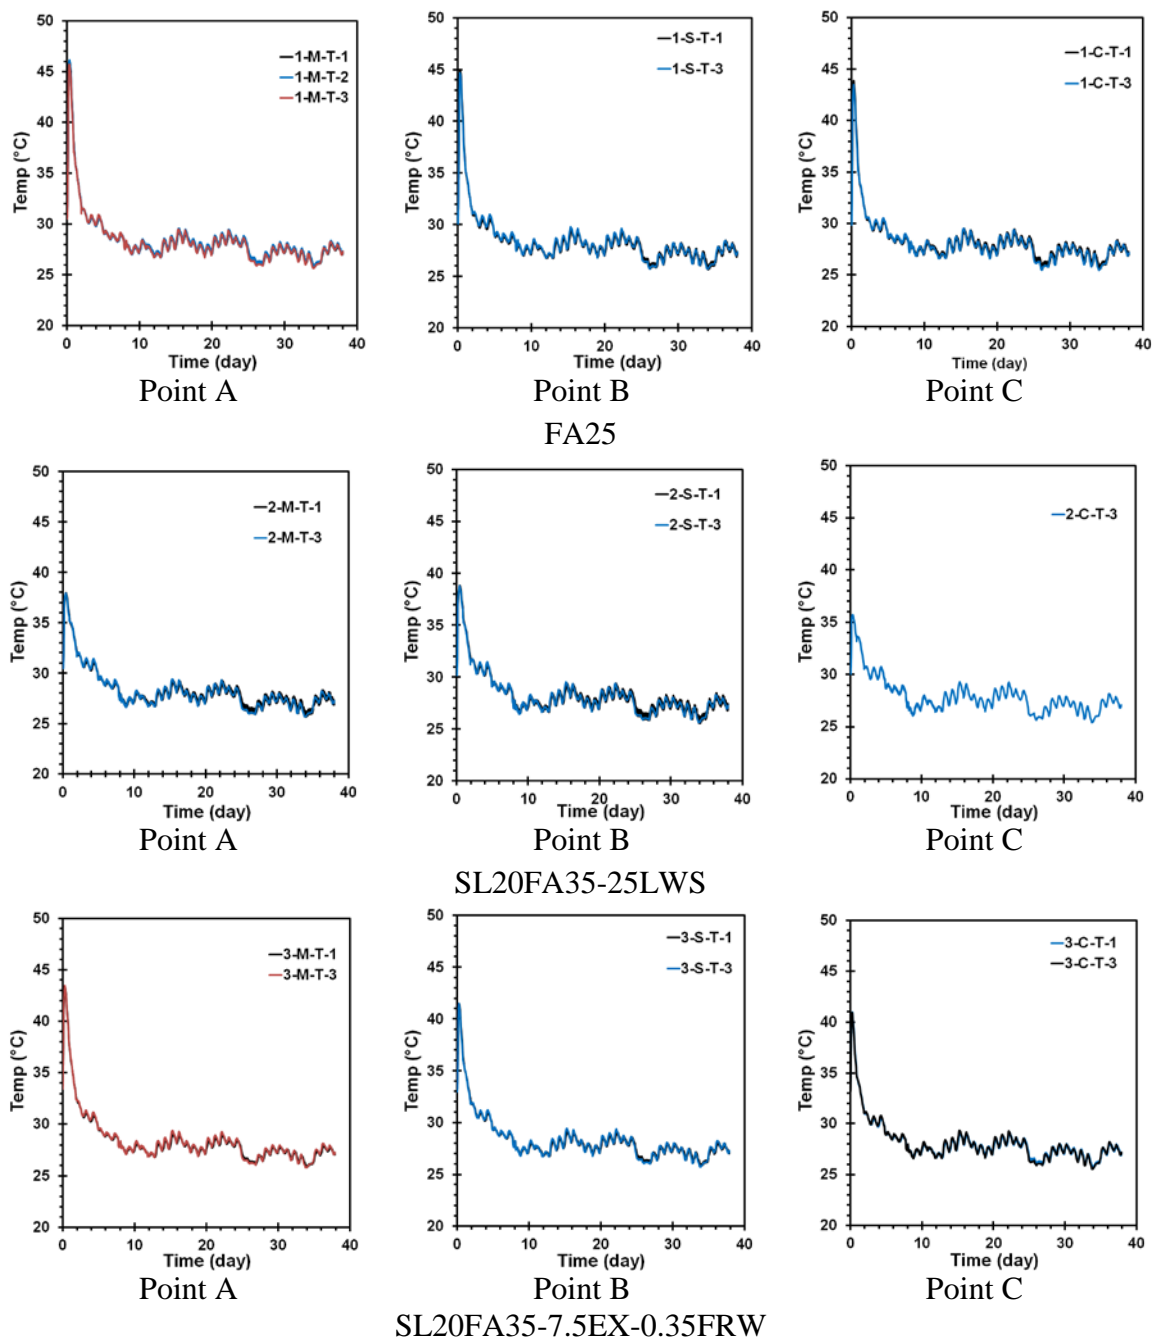 50
45
40
35
30
25
20
Temp (°C)
1-M-T-1
1-M-T-2
1-M-T-3
0 10 20 30 40
Time (day)
Point A
50
45
40
35
30
25
20
Temp (°C)
1-S-T-1
1-S-T-3
0 10 20 30 40
Time (day)
Point B
50
45
40
35
30
25
20
Temp (°C)
1-C-T-1
1-C-T-3
0 10 20 30 40
Time (day)
Point C
FA25
50
45
40
35
30
25
20
Temp (°C)
2-M-T-1
2-M-T-3
0 10 20 30 40
Time (day)
Point A
50
45
40
35
30
25
20
Temp (°C)
2-S-T-1
2-S-T-3
0 10 20 30 40
Time (day)
Point B
50
45
40
35
30
25
20
Temp (°C)
2-C-T-3
0 10 20 30 40
Time (day)
Point C
SL20FA35-25LWS
50
45
40
35
30
25
20
Temp (°C)
3-M-T-1
3-M-T-3
0 10 20 30 40
Time (day)
Point A
50
45
40
35
30
25
20
Temp (°C)
3-S-T-1
3-S-T-3
0 10 20 30 40
Time (day)
Point B
50
45
40
35
30
25
20
Temp (°C)
3-C-T-1
3-C-T-3
0 10 20 30 40
Time (day)
Point C
SL20FA35-7.5EX-0.35FRW